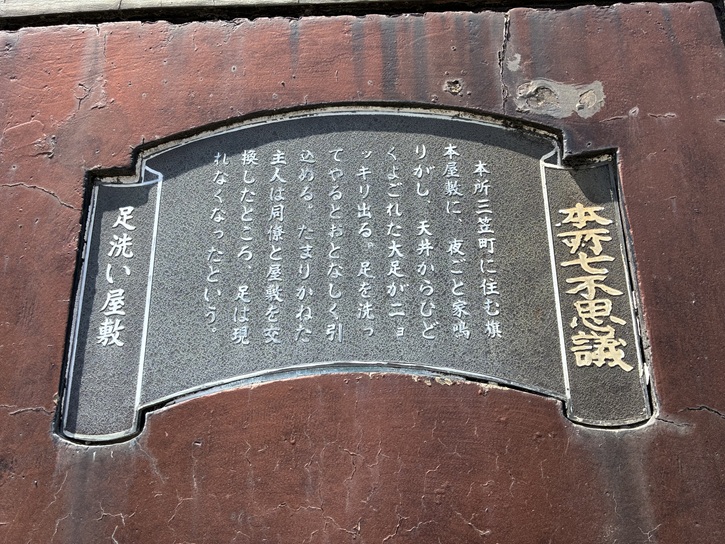 本所七不思議
本所三笠町に住む旗
本屋敷に、夜ごと家鳴
りがし、天井からひど
くよごれた大足がニョ
ッキリ出る。足を洗っ
てやるとおとなしく引
込める。たまりかねた
主人は同僚と屋敷を交
換したところ、足は現
れなくなったという。
足洗い屋敷